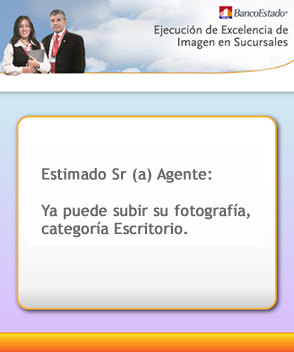 BancoEstado
Ejecución de Excelencia de
Imagen en Sucursales
Estimado Sr (a) Agente:
Ya puede subir su fotografía,
categoría Escritorio.